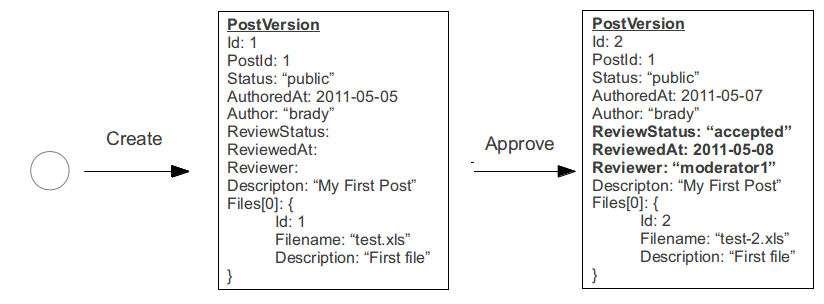 Create
PostVersion
Id: 1
PostId: 1
Status: “public”
AuthoredAt: 2011-05-05
Author: “brady”
ReviewStatus:
ReviewedAt:
Reviewer:
Descripton: “My First Post”
Files[0]: {
Id: 1
Filename: “test.xls”
Description: “First file”
}
Approve
PostVersion
Id: 2
PostId: 1
Status: “public”
AuthoredAt: 2011-05-07
Author: “brady”
ReviewStatus: “accepted”
ReviewedAt: 2011-05-08
Reviewer: “moderator1”
Descripton: “My First Post”
Files[0]: {
Id: 2
Filename: “test-2.xls”
Description: “First file”
}